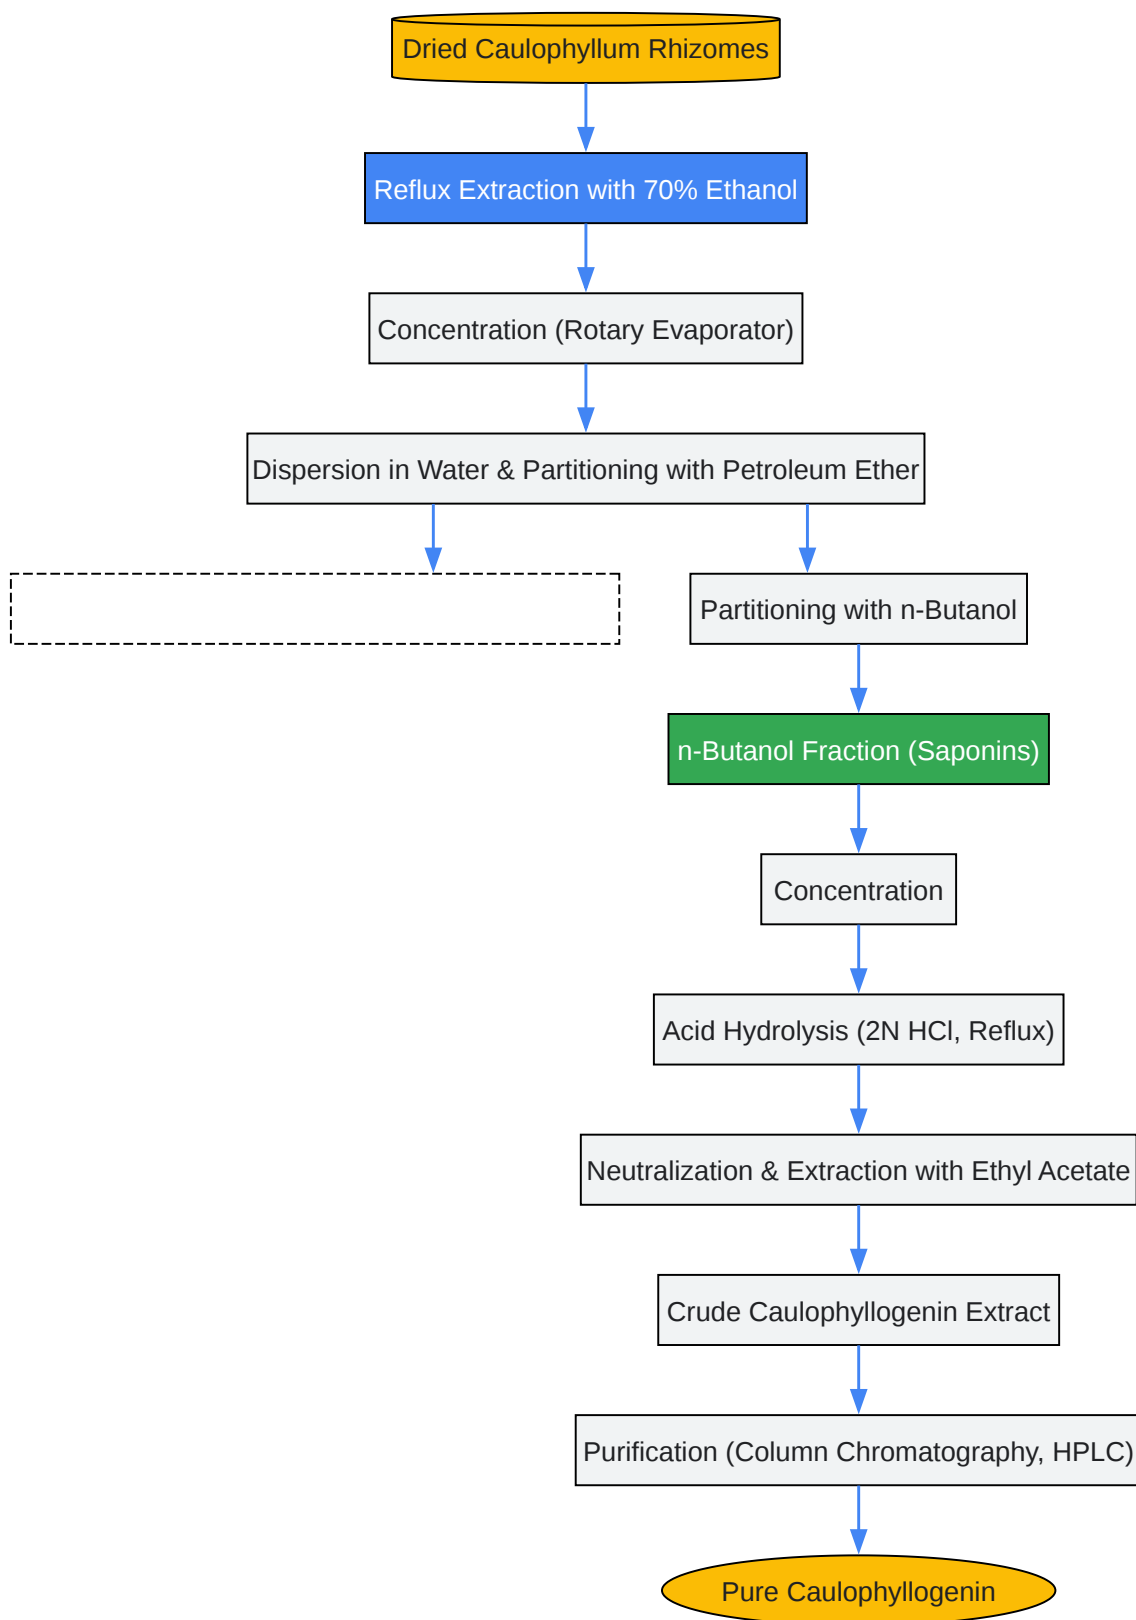 Dried Caulophyllum Rhizomes
Reflux Extraction with 70% Ethanol
Concentration (Rotary Evaporator)
Dispersion in Water & Partitioning with Petroleum Ether
Partitioning with n-Butanol
n-Butanol Fraction (Saponins)
Concentration
Acid Hydrolysis (2N HCl, Reflux)
Neutralization & Extraction with Ethyl Acetate
Crude Caulophyllogenin Extract
Purification (Column Chromatography, HPLC)
Pure Caulophyllogenin